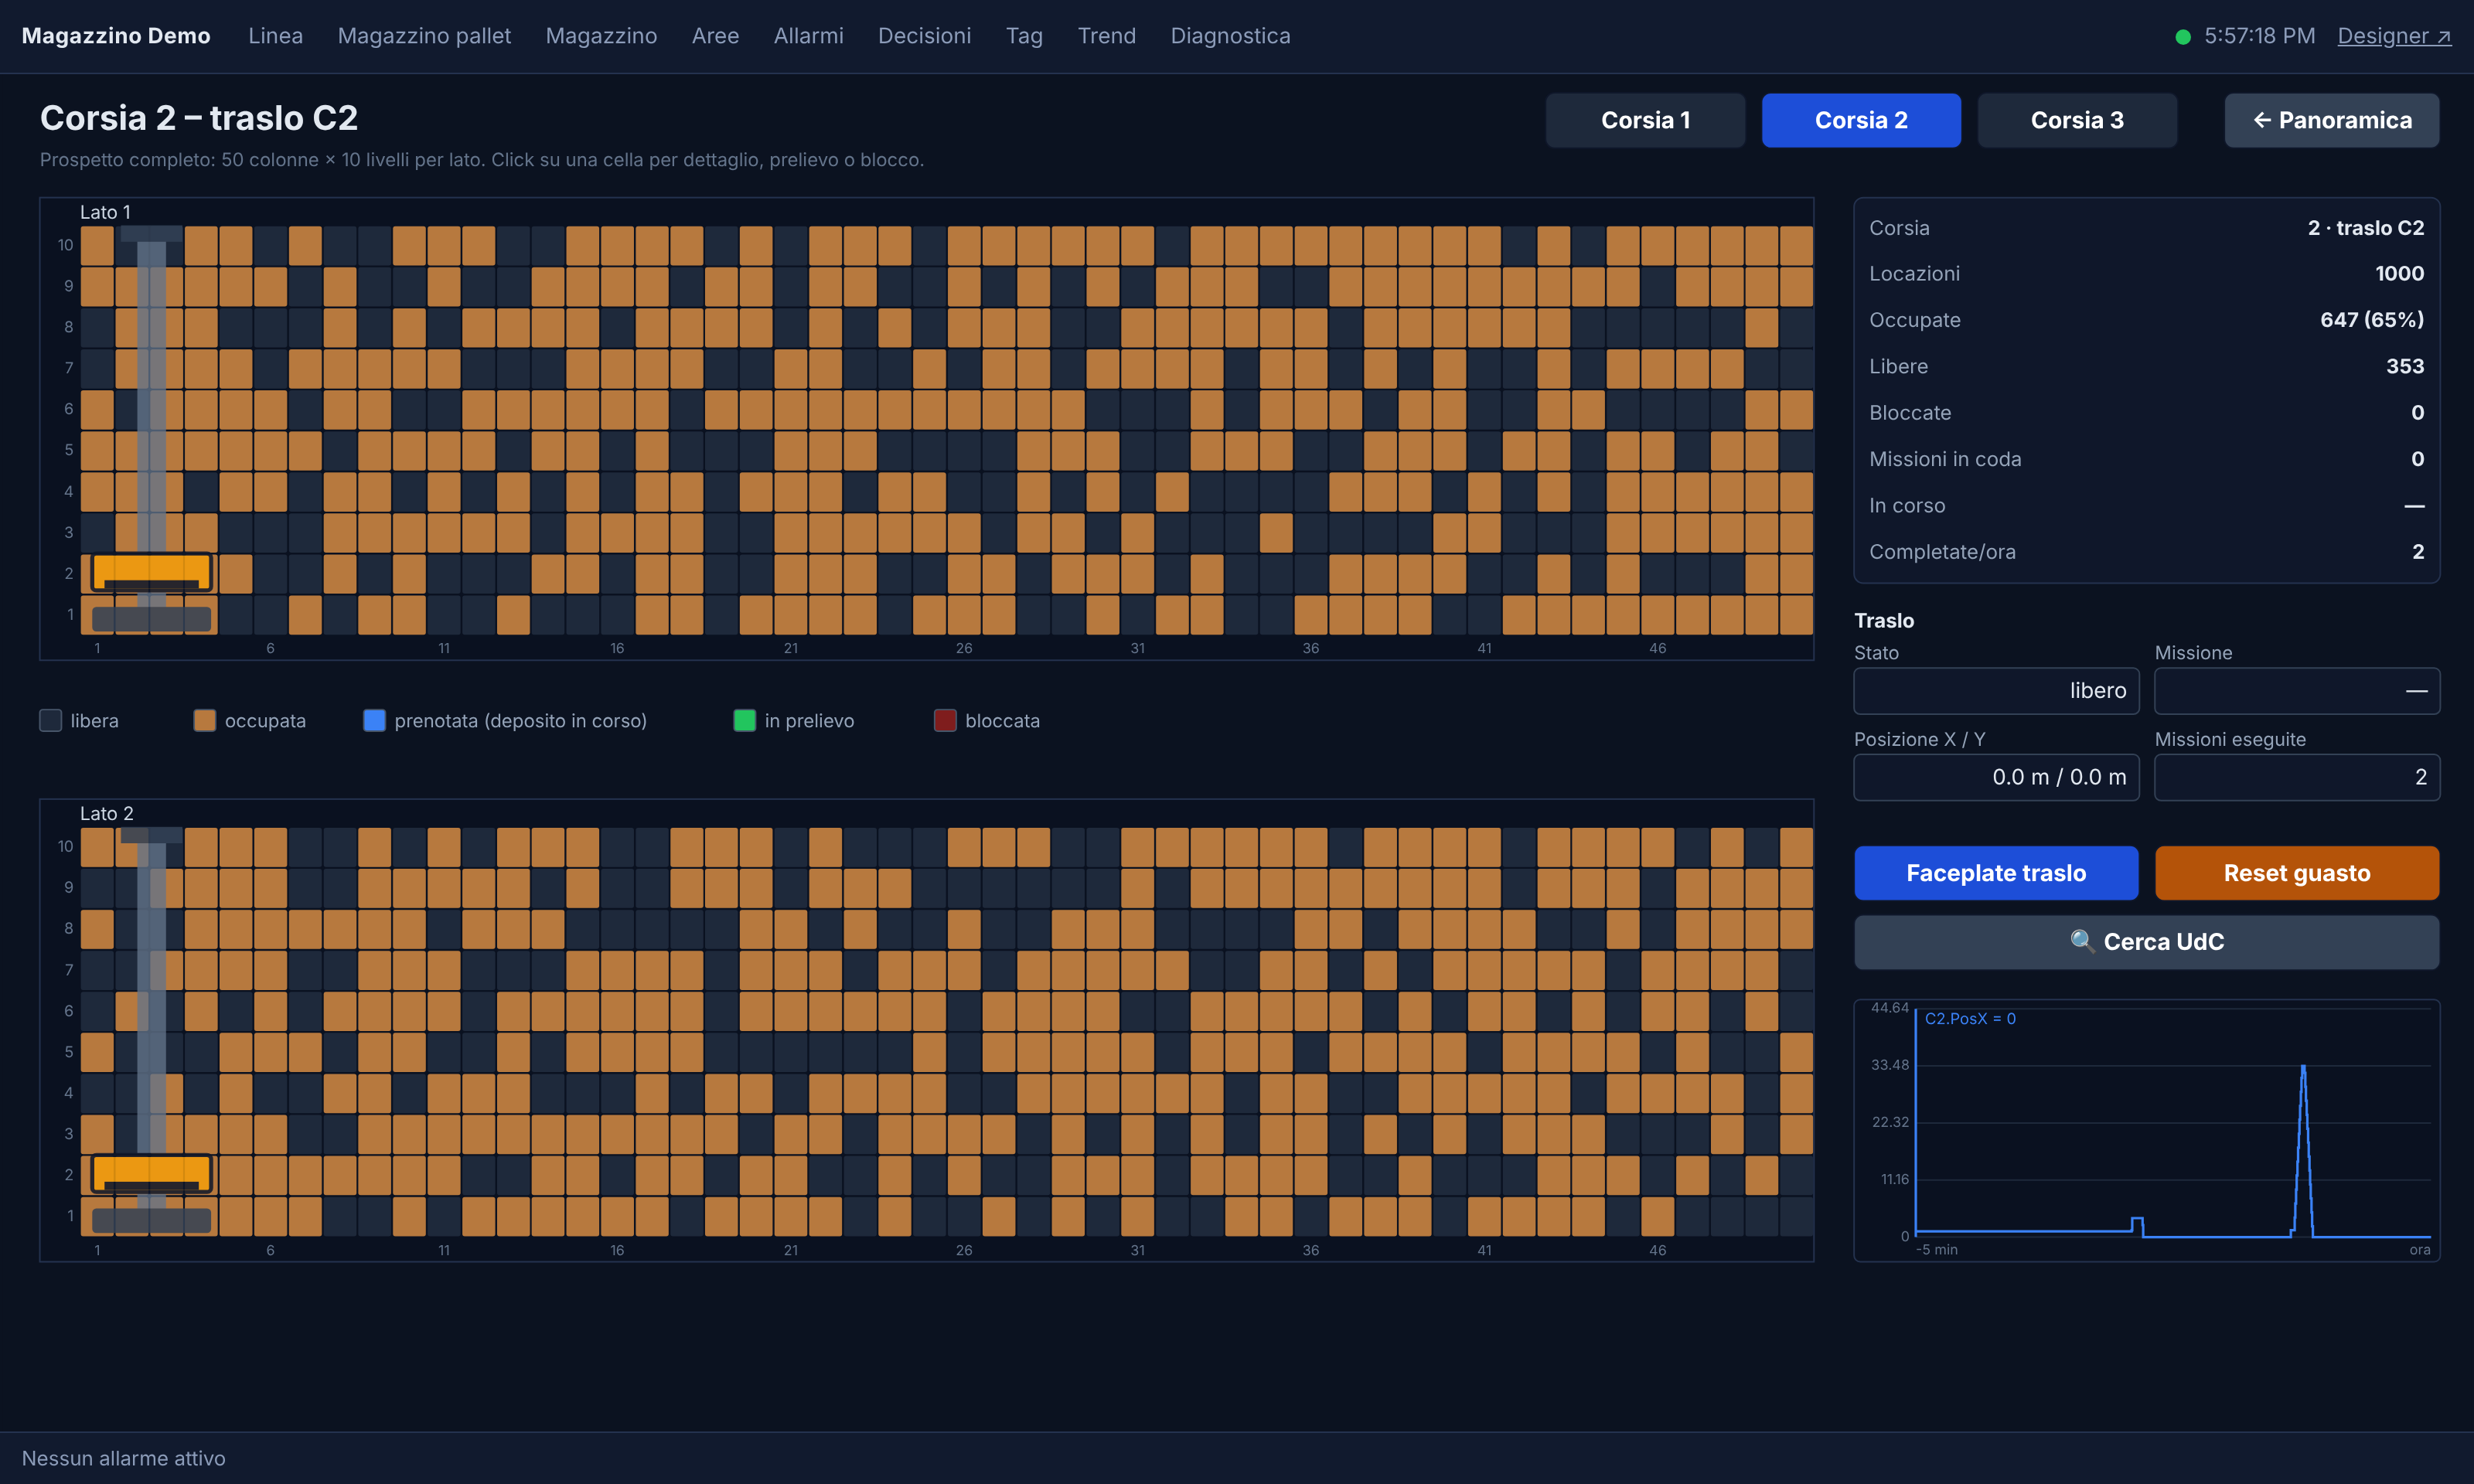 Magazzino Demo Linea Magazzino pallet Magazzino Aree Allarmi Decisioni Tag Trend Diagnostica 5:57:18 PM Designer ↗
Corsia 2 – traslo C2
Corsia 1 Corsia 2 Corsia 3 ← Panoramica
Prospetto completo: 50 colonne × 10 livelli per lato. Click su una cella per dettaglio, prelievo o blocco.
Lato 1
10
9
8
7
6
5
4
3
2
1
1 6 11 16 21 26 31 36 41 46
libera occupata prenotata (deposito in corso) in prelievo bloccata
Lato 2
10
9
8
7
6
5
4
3
2
1
1 6 11 16 21 26 31 36 41 46
Corsia 2 · traslo C2
Locazioni 1000
Occupate 647 (65%)
Libere 353
Bloccate 0
Missioni in coda 0
In corso —
Completate/ora 2
Traslo
Stato Missione
libero —
Posizione X / Y Missioni eseguite
0.0 m / 0.0 m 2
Faceplate traslo Reset guasto
🔍 Cerca UdC
44.64
C2.PosX = 0
33.48
22.32
11.16
0
-5 min ora
Nessun allarme attivo